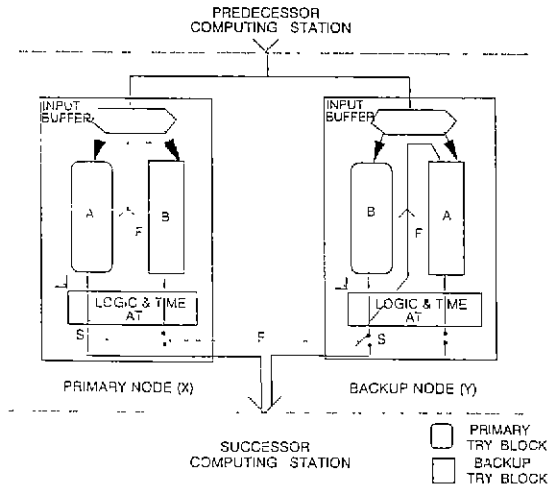 PREDECESSOR
COMPUTING STATION
INPUT
BUFFER
INPUT
BUFFER
A
B
F
B
A
F
LOGIC & TIME
AT
LOGIC & TIME
AT
S
F
S
PRIMARY NODE (X)
BACKUP NODE (Y)
SUCCESSOR
COMPUTING STATION
PRIMARY
TRY BLOCK
BACKUP
TRY BLOCK